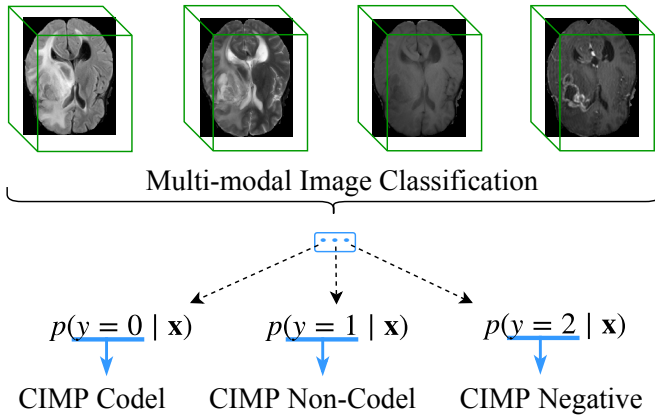 Multi-modal Image Classification
p(y = 0 | x) p(y = 1 | x) p(y = 2 | x)
CIMP Codel CIMP Non-Codel CIMP Negative